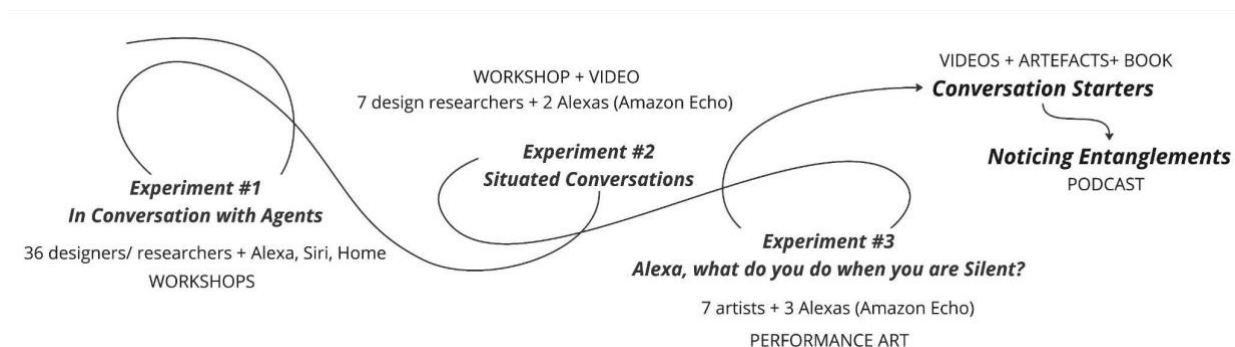 Experiment #1
In Conversation with Agents
36 designers/ researchers + Alexa, Siri, Home
WORKSHOPS
WORKSHOP + VIDEO
7 design researchers + 2 Alexas (Amazon Echo)
Experiment #2
Situated Conversations
Experiment #3
Alexa, what do you do when you are Silent?
7 artists + 3 Alexas (Amazon Echo)
PERFORMANCE ART
VIDEOS + ARTEFACTS+ BOOK
Conversation Starters
Noticing Entanglements
PODCAST